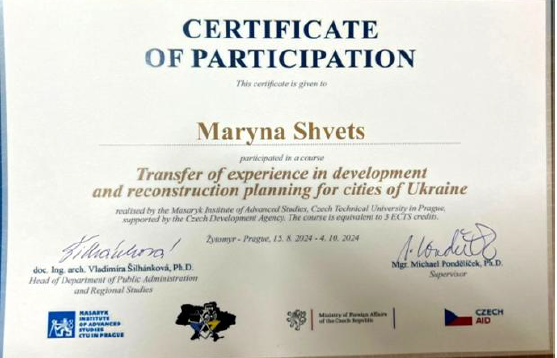 CERTIFICATE
OF PARTICIPATION
This certificate is given to
Maryna Shvets
participated in a course
Transfer of experience in development
and reconstruction planning for cities of Ukraine
realised by the Masaryk Institute of Advanced Studies, Czech Technical University in Prague,
supported by the Czech Development Agency. The course is equivalent to 3 ECTS credits.
Žytomyr - Prague, 15. 8. 2024 - 4. 10. 2024
doc. Ing. arch. Vladimíra Šilhánková, Ph.D.
Head of Department of Public Administration
and Regional Studies
Mgr. Michael Pondělíček, Ph.D.
Supervisor
MASARYK
INSTITUTE
OF ADVANCED
STUDIES
CTU IN PRAGUE
Ministry of Foreign Affairs
of the Czech Republic
CZECH
AID